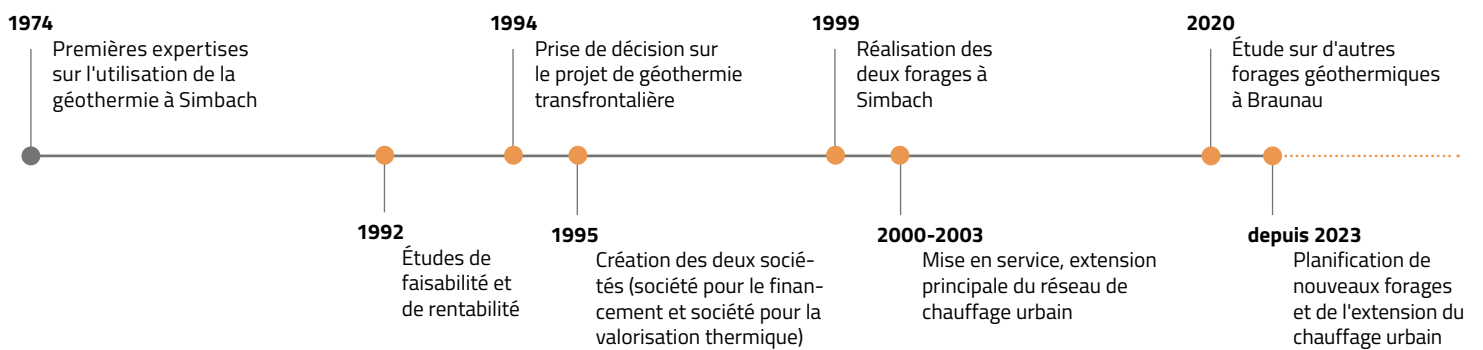 1974
Premières expertises
sur l'utilisation de la
géothermie à Simbach
1992
Études de
faisabilité et
de rentabilité
1994
Prise de décision sur
le projet de géothermie
transfrontalière
1995
Création des deux socié-
tés (société pour le finan-
cement et société pour la
valorisation thermique)
1999
Réalisation des
deux forages à
Simbach
2000-2003
Mise en service, extension
principale du réseau de
chauffage urbain
2020
Étude sur d'autres
forages géothermiques
à Braunau
depuis 2023
Planification de
nouveaux forages
et de l'extension du
chauffage urbain